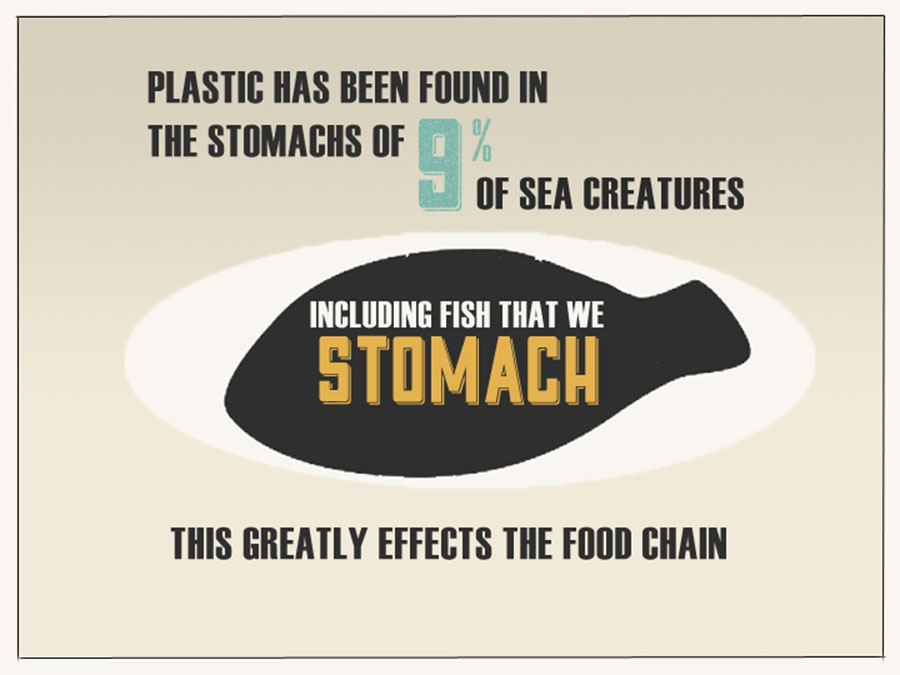 PLASTIC HAS BEEN FOUND IN
THE STOMACHS OF 9%
OF SEA CREATURES
INCLUDING FISH THAT WE
STOMACH
THIS GREATLY EFFECTS THE FOOD CHAIN